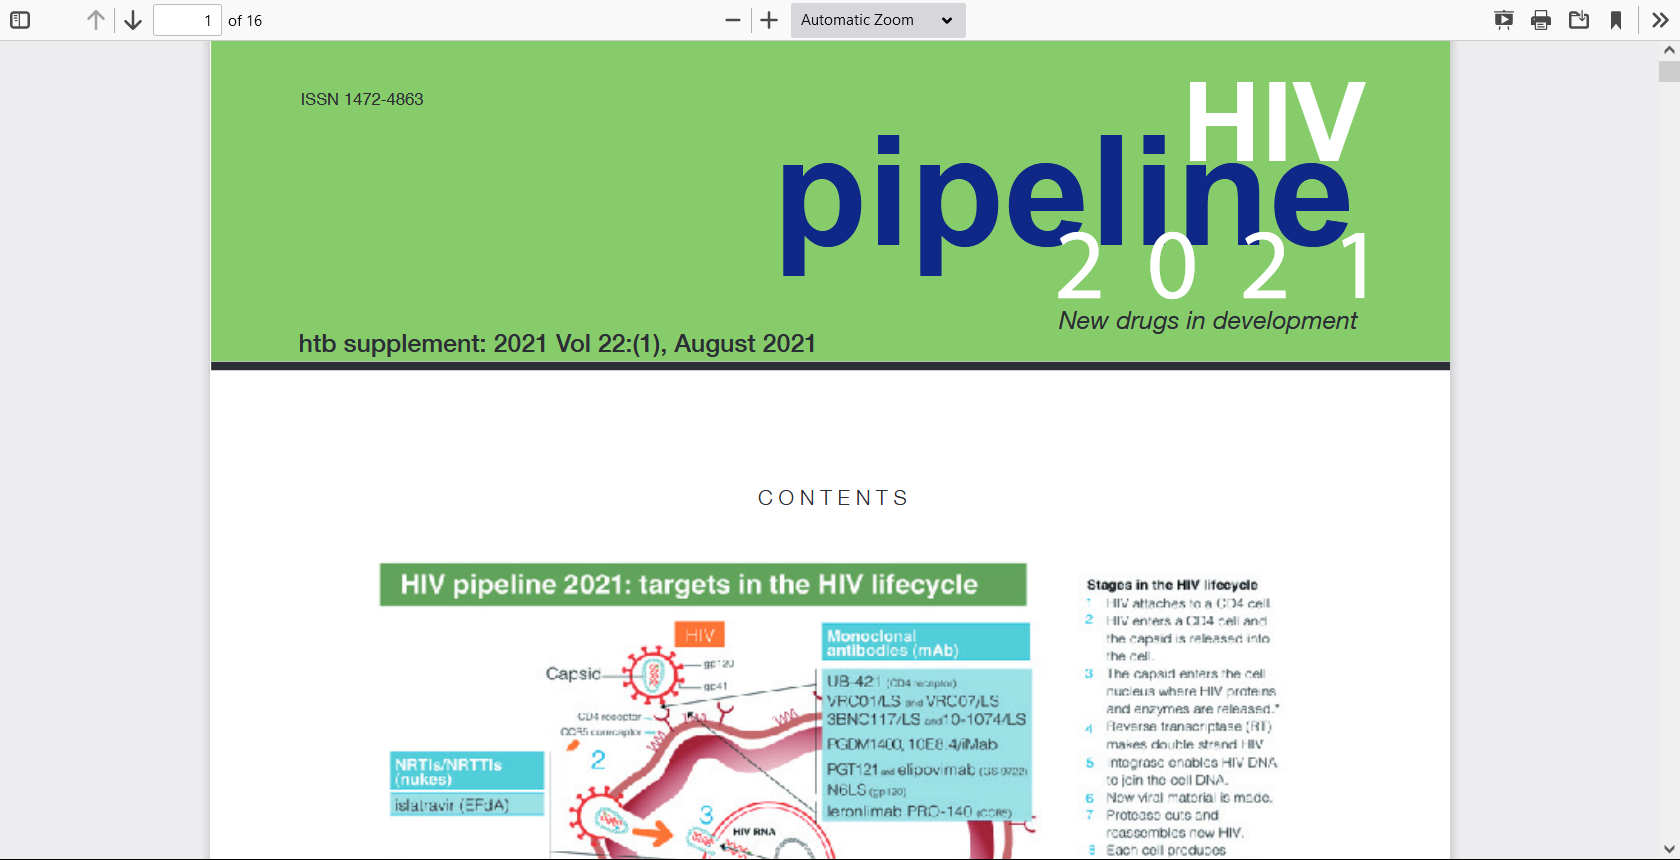 1 of 16
Automatic Zoom
ISSN 1472-4863
HIV
pipeline
2 0 2 1
New drugs in development
htb supplement: 2021 Vol 22:(1), August 2021
CONTENTS
HIV pipeline 2021: targets in the HIV lifecycle
HIV
Capsid
gp120
gp41
CD4 receptor
CCR5 coreceptor
2
NRTIs/NRTTIs
(nukes)
islatravir (EFdA)
3
HIV RNA
Monoclonal
antibodies (mAb)
UB-421 (CD4 receptor)
VRC01/LS and VRC07/LS
3BNC117/LS and 10-1074/LS
PGDM1400, 10E8.4/iMab
PGT121 and elipovimab (GS-9722)
N6LS (gp120)
leronlimab PRO-140 (CCR5)
Stages in the HIV lifecycle
1 HIV attaches to a CD4 cell.
2 HIV enters a CD4 cell and
the capsid is released into
the cell.
3 The capsid enters the cell
nucleus where HIV proteins
and enzymes are released.*
4 Reverse transcriptase (RT)
makes double strand HIV
5 Integrase enables HIV DNA
to join the cell DNA.
6 New viral material is made.
7 Protease cuts and
reassembles new HIV.
8 Each cell produces